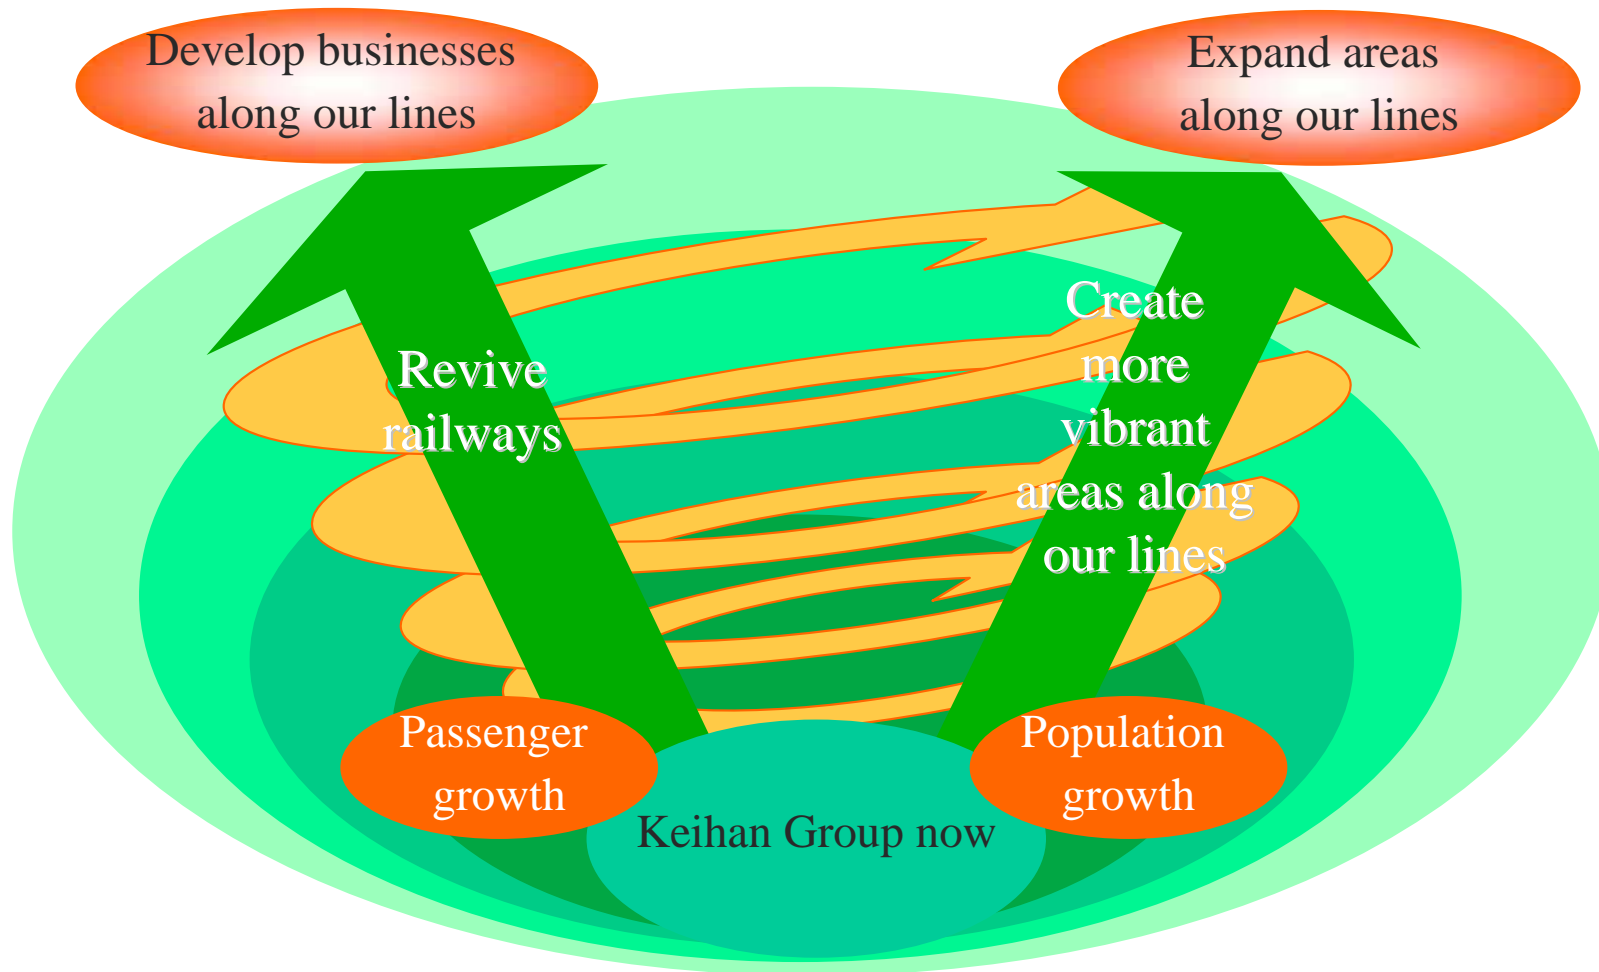 Develop businesses
along our lines
Expand areas
along our lines
Revive
railways
Create
more
vibrant
areas along
our lines
Passenger
growth
Population
growth
Keihan Group now